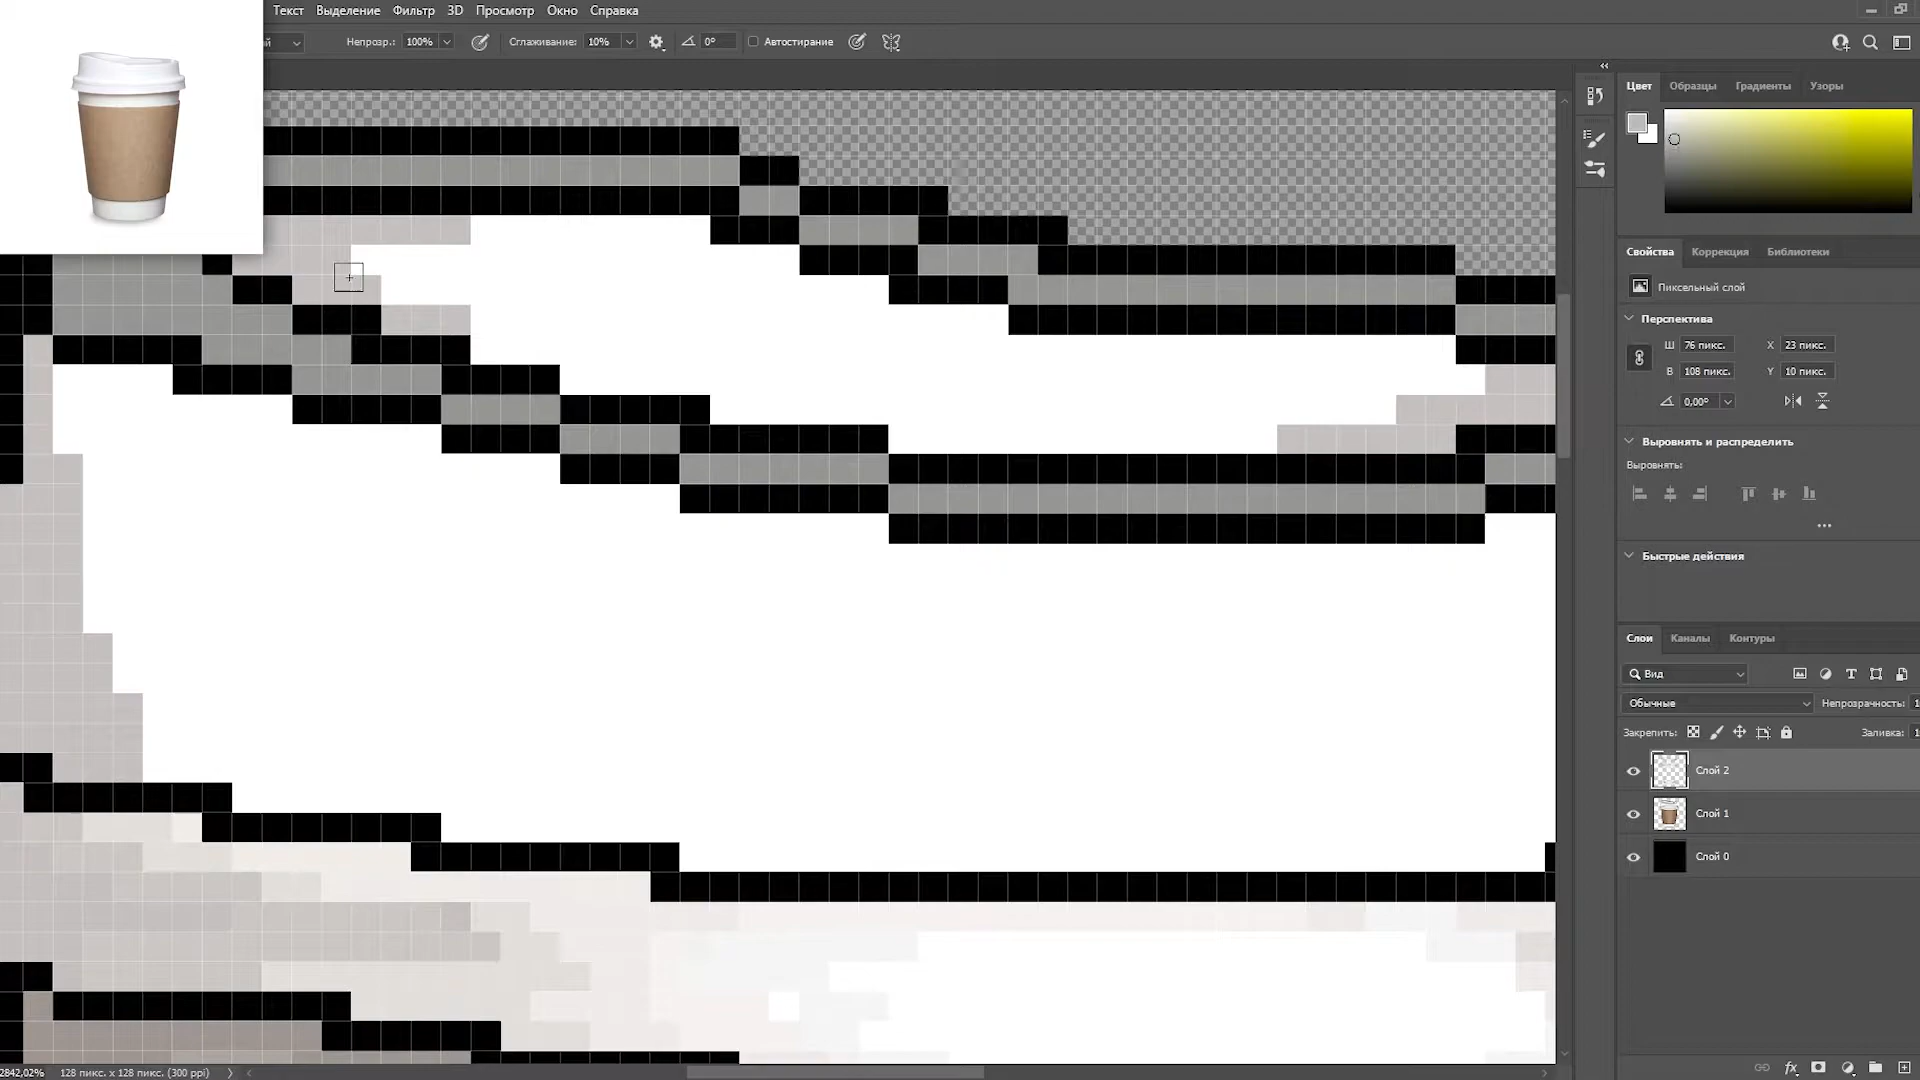 Текст Выделение Фильтр 3D Просмотр Окно Справка
й Непрозр.: 100% Сглаживание: 10% 0° Автостирание
Цвет Образцы Градиенты Узоры
Свойства Коррекция Библиотеки
Пиксельный слой
Перспектива
Ш 76 пикс. X 23 пикс.
В 108 пикс. Y 10 пикс.
0,00°
Выровнять и распределить
Выровнять:
Быстрые действия
Слои Каналы Контуры
Вид
Обычные Непрозрачность: 1
Закрепить: Заливка: 1
Слой 2
Слой 1
Слой 0
2842,02% 128 пикс. x 128 пикс. (300 ppi)